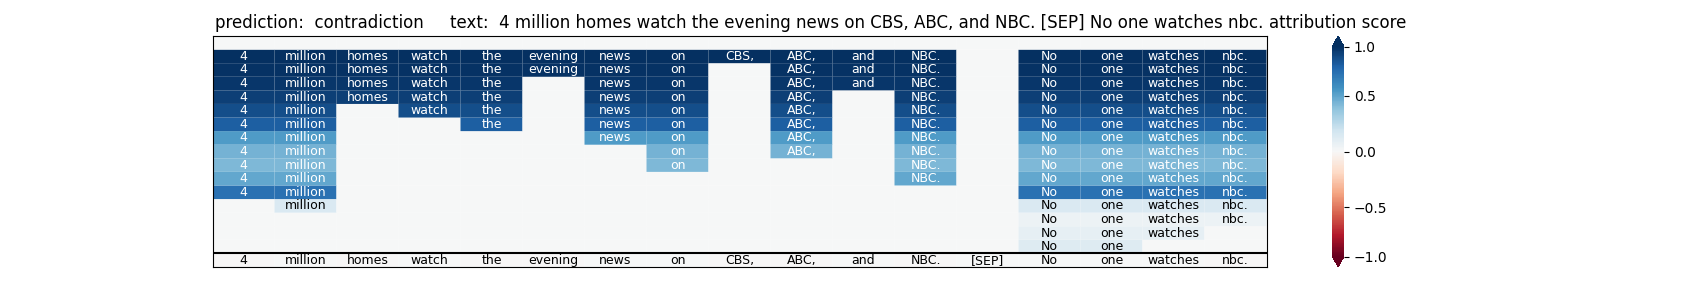 prediction:  contradiction     text:  4 million homes watch the evening news on CBS, ABC, and NBC. [SEP] No one watches nbc. attribution score
4 million homes watch the evening news on CBS, ABC, and NBC. No one watches nbc.
4 million homes watch the evening news on ABC, and NBC. No one watches nbc.
4 million homes watch the news on ABC, and NBC. No one watches nbc.
4 million homes watch the news on ABC, NBC. No one watches nbc.
4 million watch the news on ABC, NBC. No one watches nbc.
4 million the news on ABC, NBC. No one watches nbc.
4 million news on ABC, NBC. No one watches nbc.
4 million on ABC, NBC. No one watches nbc.
4 million on NBC. No one watches nbc.
4 million NBC. No one watches nbc.
4 million No one watches nbc.
million No one watches nbc.
No one watches nbc.
No one watches
No one
4 million homes watch the evening news on CBS, ABC, and NBC. [SEP] No one watches nbc.
1.0
0.5
0.0
−0.5
−1.0